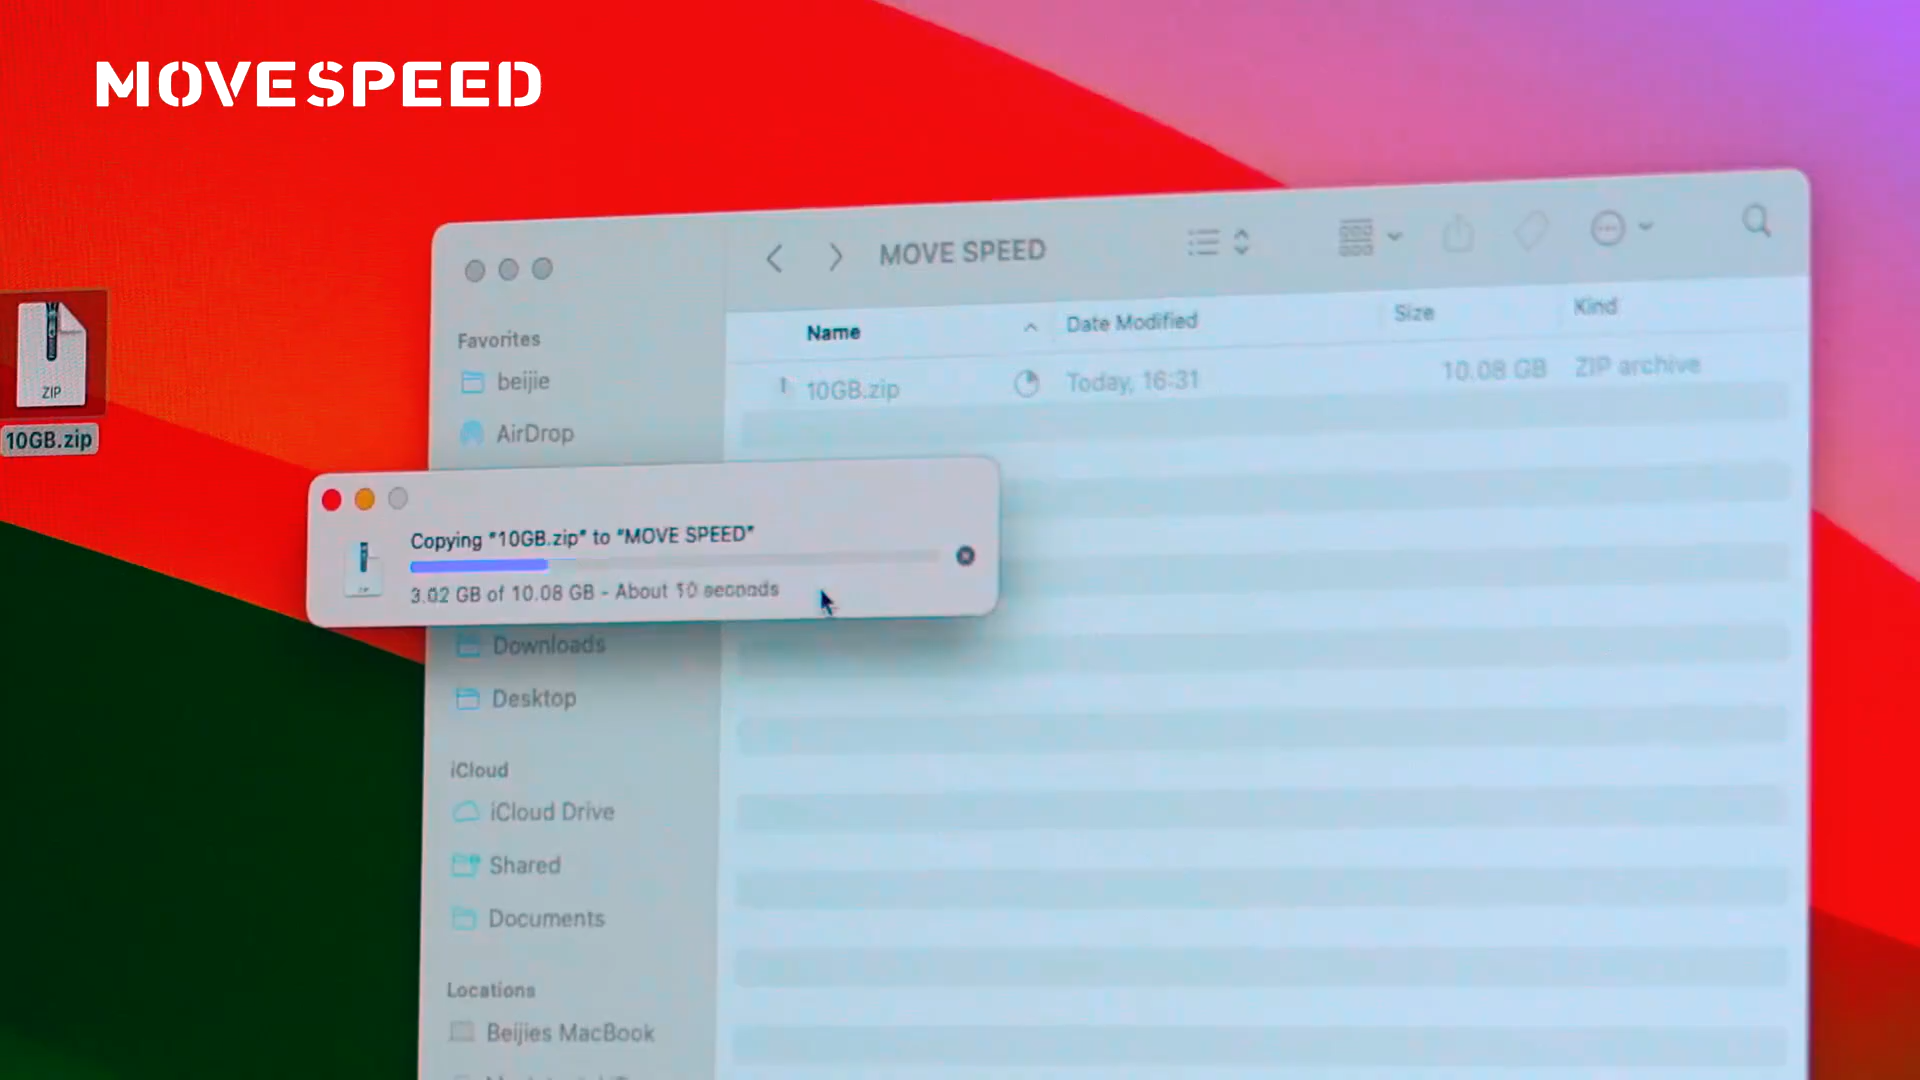 MOVESPEED
MOVE SPEED
Name
Date Modified
Size
Kind
10GB.zip
Today, 16:31
10.08 GB
ZIP archive
ZIP
10GB.zip
Favorites
beijie
AirDrop
Copying "10GB.zip" to "MOVE SPEED"
3.02 GB of 10.08 GB - About 10 seconds
Downloads
Desktop
iCloud
iCloud Drive
Shared
Documents
Locations
Beijies MacBook